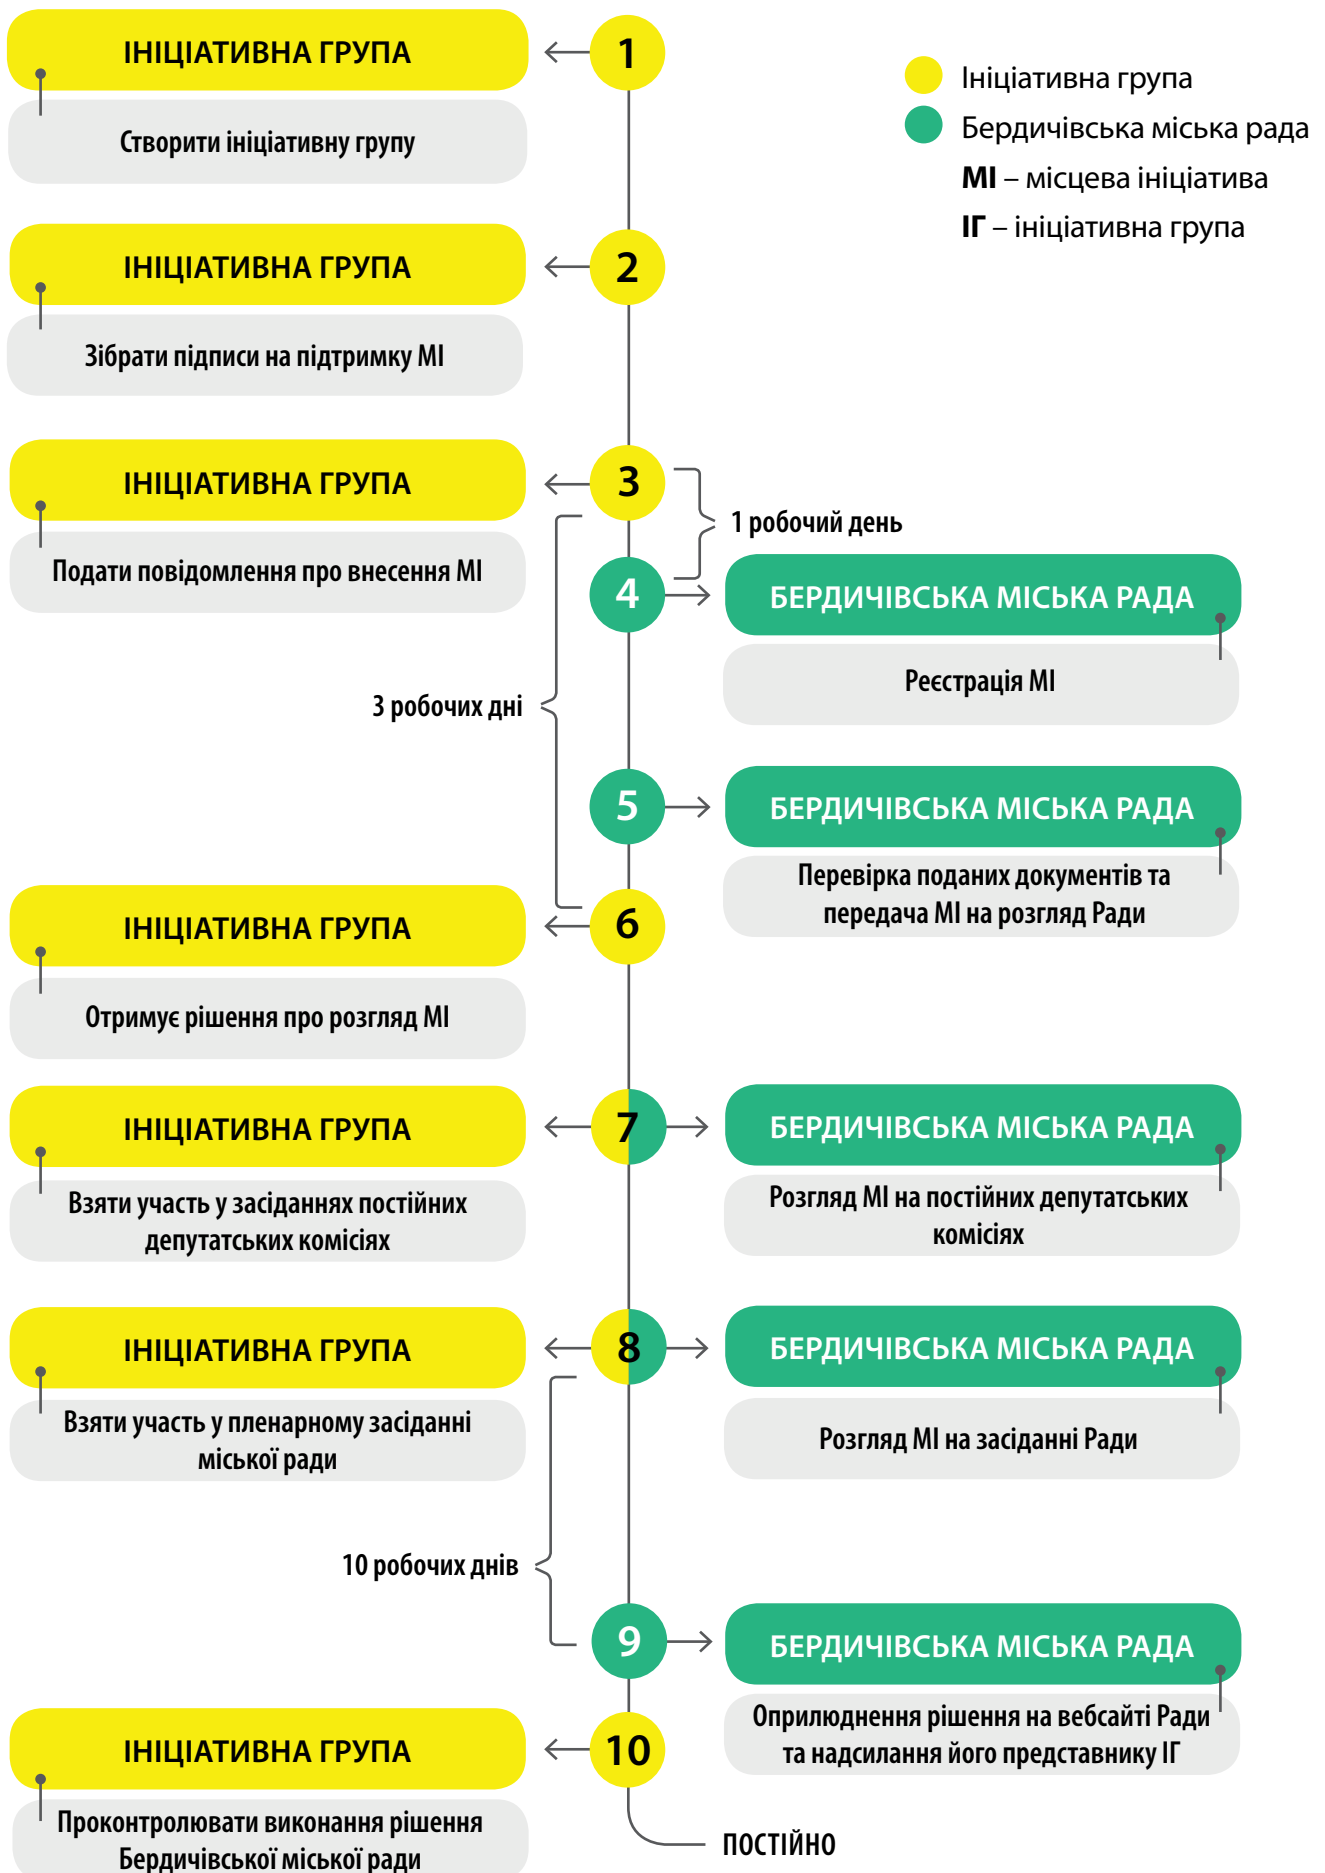 ІНІЦІАТИВНА ГРУПА
1
Створити ініціативну групу
Ініціативна група
Бердичівська міська рада
МІ – місцева ініціатива
ІГ – ініціативна група
ІНІЦІАТИВНА ГРУПА
2
Зібрати підписи на підтримку МІ
ІНІЦІАТИВНА ГРУПА
3
Подати повідомлення про внесення МІ
1 робочий день
4
БЕРДИЧІВСЬКА МІСЬКА РАДА
Реєстрація МІ
3 робочих дні
5
БЕРДИЧІВСЬКА МІСЬКА РАДА
Перевірка поданих документів та
передача МІ на розгляд Ради
ІНІЦІАТИВНА ГРУПА
6
Отримує рішення про розгляд МІ
ІНІЦІАТИВНА ГРУПА
7
БЕРДИЧІВСЬКА МІСЬКА РАДА
Взяти участь у засіданнях постійних
депутатських комісіях
Розгляд МІ на постійних депутатських
комісіях
ІНІЦІАТИВНА ГРУПА
8
БЕРДИЧІВСЬКА МІСЬКА РАДА
Взяти участь у пленарному засіданні
міської ради
Розгляд МІ на засіданні Ради
10 робочих днів
9
БЕРДИЧІВСЬКА МІСЬКА РАДА
Оприлюднення рішення на вебсайті Ради
та надсилання його представнику ІГ
ІНІЦІАТИВНА ГРУПА
10
Проконтролювати виконання рішення
Бердичівської міської ради
ПОСТІЙНО